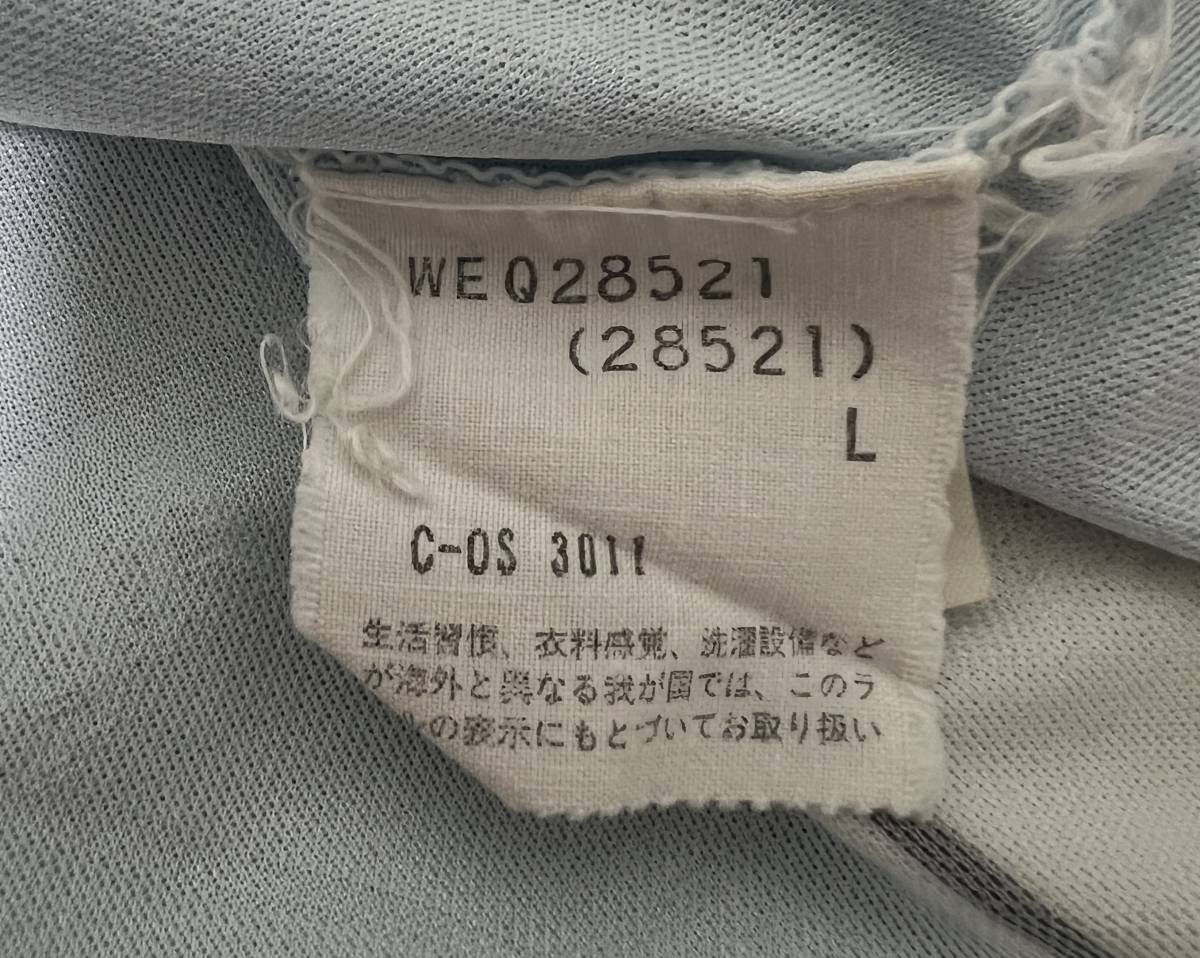 WEQ28521
(28521)
L
C-OS 3011
生活習慣、衣料感覚、洗濯設備など
が海外と異なる我が国では、このラ
の表示にもとづいてお取り扱い